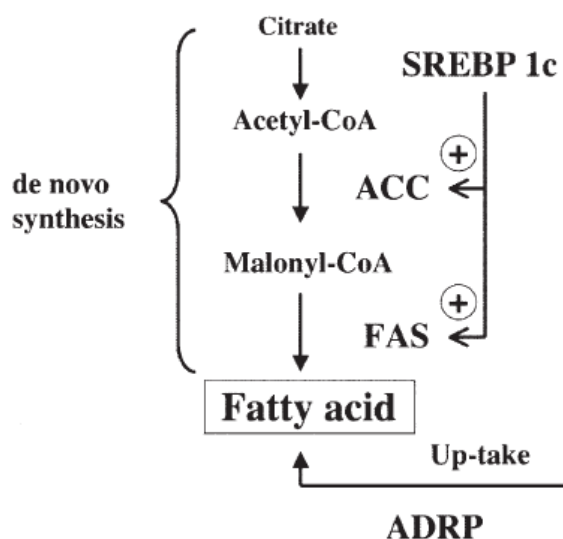 Citrate
SREBP 1c
Acetyl-CoA
+
ACC
de novo
synthesis
Malonyl-CoA
+
FAS
Fatty acid
Up-take
ADRP